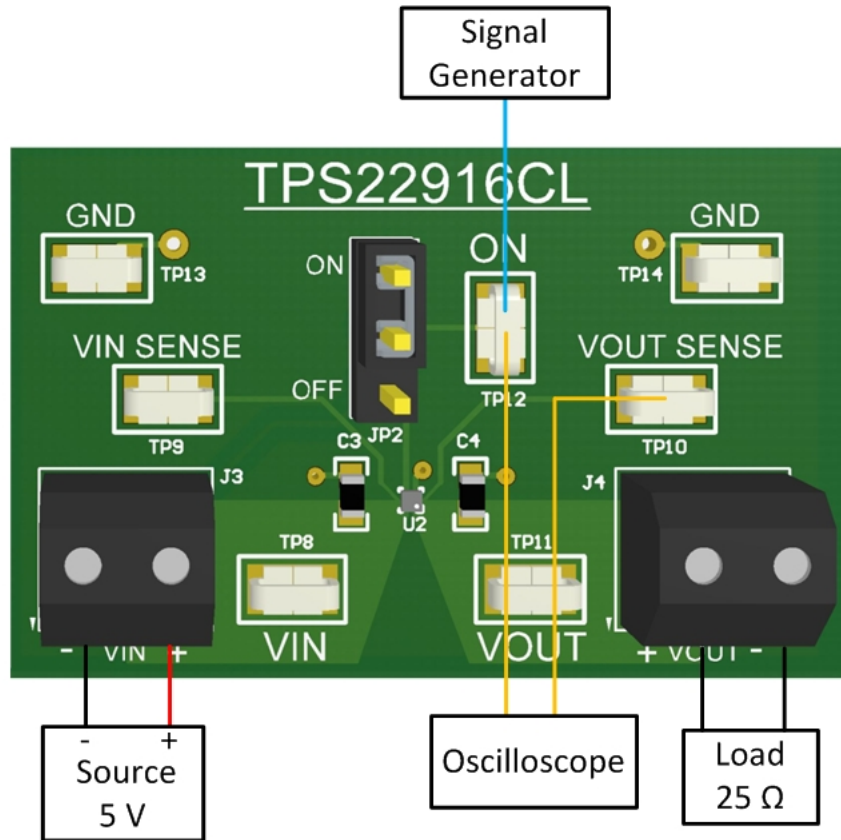 Signal
Generator
TPS22916CL
GND
TP13
ON
OFF
JP2
ON
TP12
GND
TP14
VIN SENSE
TP9
VOUT SENSE
TP10
C3
C4
U2
J3
J4
TP8
VIN
TP11
VOUT
- VIN +
+ VOUT -
- +
Source
5 V
Oscilloscope
Load
25 Ω